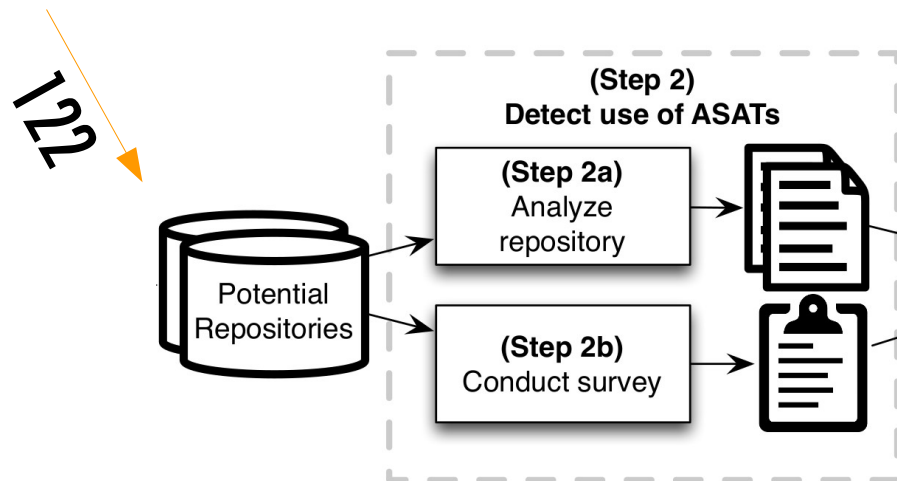 122
(Step 2)
Detect use of ASATs
(Step 2a)
Analyze
repository
Potential
Repositories
(Step 2b)
Conduct survey